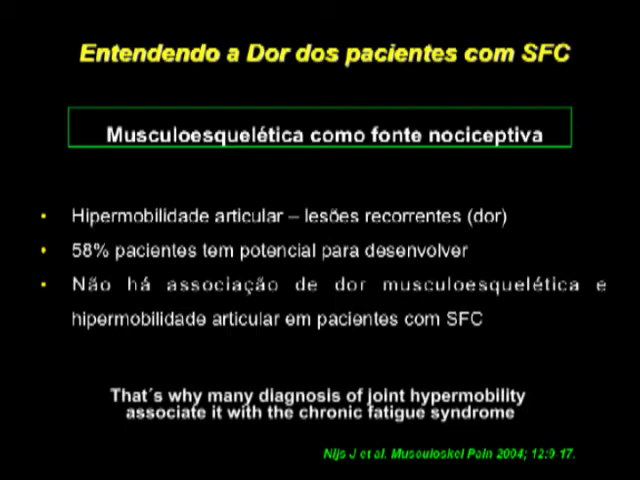 Entendendo a Dor dos pacientes com SFC
Musculoesquelética como fonte nociceptiva
• Hipermobilidade articular – lesões recorrentes (dor)
• 58% pacientes tem potencial para desenvolver
• Não há associação de dor musculoesquelética e
hipermobilidade articular em pacientes com SFC
That´s why many diagnosis of joint hypermobility
associate it with the chronic fatigue syndrome
Nijs J et al. Musculoskel Pain 2004; 12:9-17.